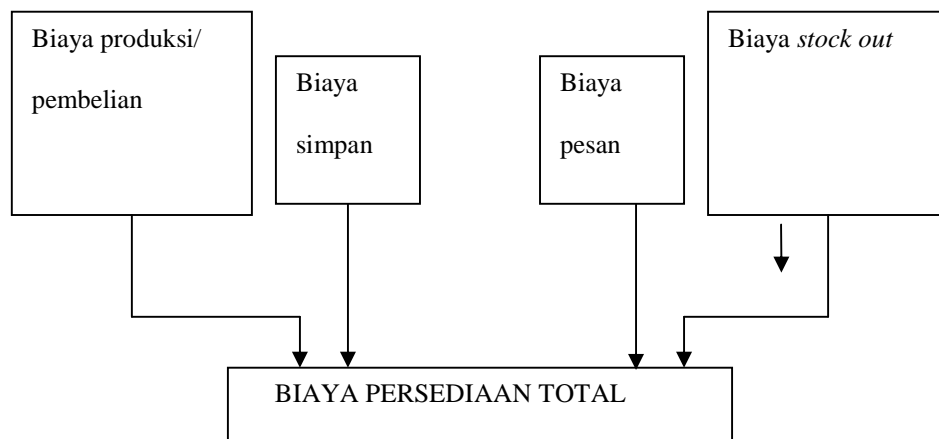 Biaya produksi/
pembelian
Biaya
simpan
Biaya
pesan
Biaya stock out
BIAYA PERSEDIAAN TOTAL